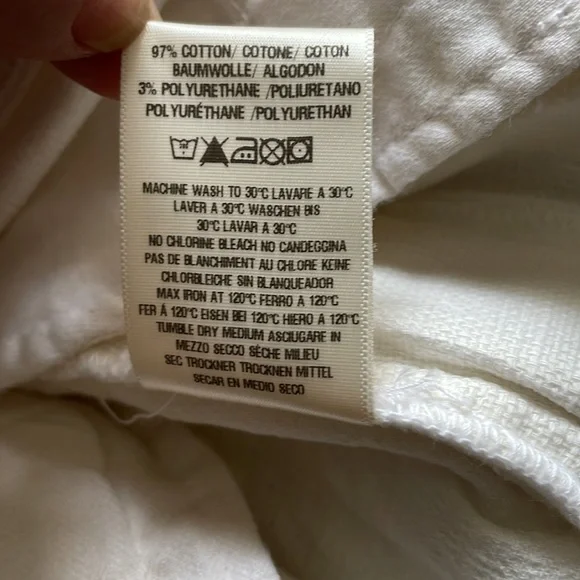 97% COTTON/ COTONE/ COTON
BAUMWOLLE/ ALGODON
3% POLYURETHANE /POLIURETANO
POLYURÉTHANE /POLYURETHAN
MACHINE WASH TO 30°C LAVARE A 30°C
LAVER A 30°C WASCHEN BIS
30°C LAVAR A 30°C
NO CHLORINE BLEACH NO CANDEGGINA
PAS DE BLANCHIMENT AU CHLORE KEINE
CHLORBLEICHE SIN BLANQUEADOR
MAX IRON AT 120°C FERRO A 120°C
FER À 120°C EISEN BEI 120°C HIERO A 120°C
TUMBLE DRY MEDIUM ASCIUGARE IN
MEZZO SECCO SÈCHE MILIEU
SEC TROCKNER TROCKNEN MITTEL
SECAR EN MEDIO SECO